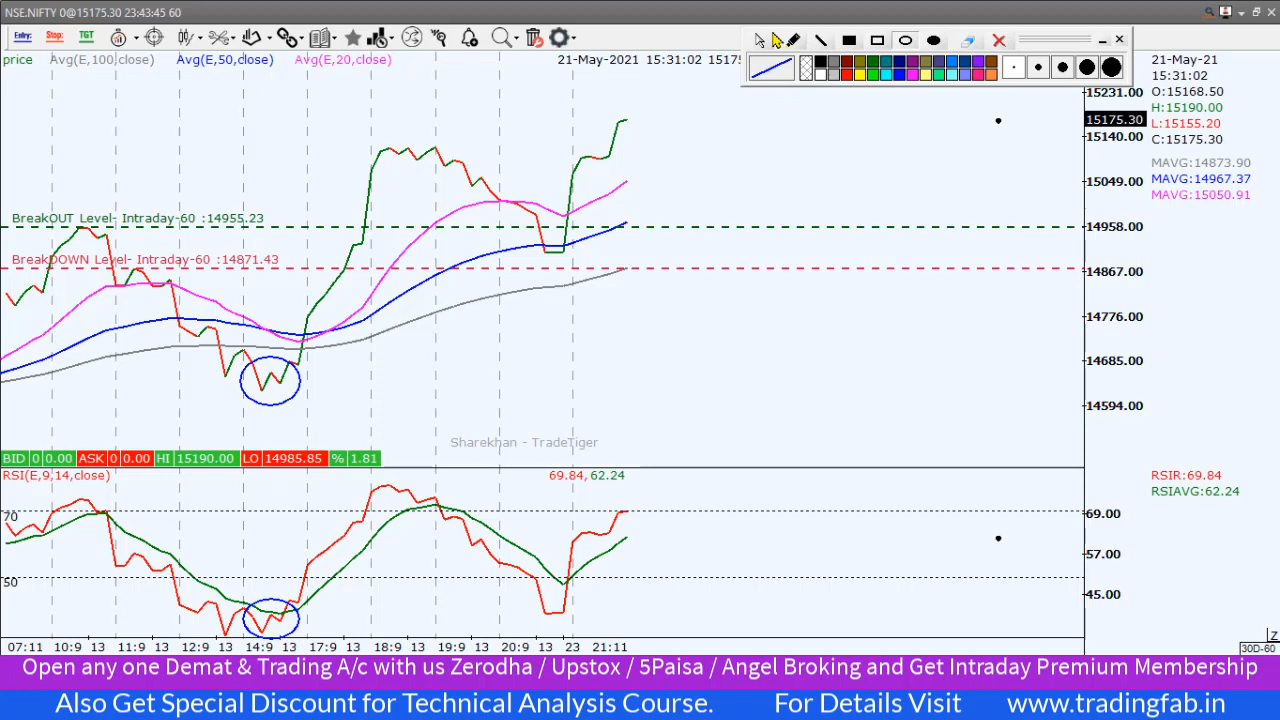 NSE.NIFTY 0@15175.30 23:43:45 60
Entry: Stop: TGT
price Avg(E,100,close) Avg(E,50,close) Avg(E,20,close) 21-May-2021 15:31:02 1517
21-May-21
15:31:02
O:15168.50
H:15190.00
L:15155.20
C:15175.30
MAVG:14873.90
MAVG:14967.37
MAVG:15050.91
15231.00
15175.30
15140.00
15049.00
14958.00
14867.00
14776.00
14685.00
14594.00
BreakOUT Level- Intraday-60 :14955.23
BreakDOWN Level- Intraday-60 :14871.43
Sharekhan - TradeTiger
BID 0 0.00 ASK 0 0.00 HI 15190.00 LO 14985.85 % 1.81
RSI(E,9,14,close) 69.84,62.24
RSIR:69.84
RSIAVG:62.24
70
50
69.00
57.00
45.00
07:11 10:9 13 11:9 13 12:9 13 14:9 13 17:9 13 18:9 13 19:9 13 20:9 13 23 21:11
Z
30D-60
Open any one Demat & Trading A/c with us Zerodha / Upstox / 5Paisa / Angel Broking and Get Intraday Premium Membership
Also Get Special Discount for Technical Analysis Course. For Details Visit www.tradingfab.in